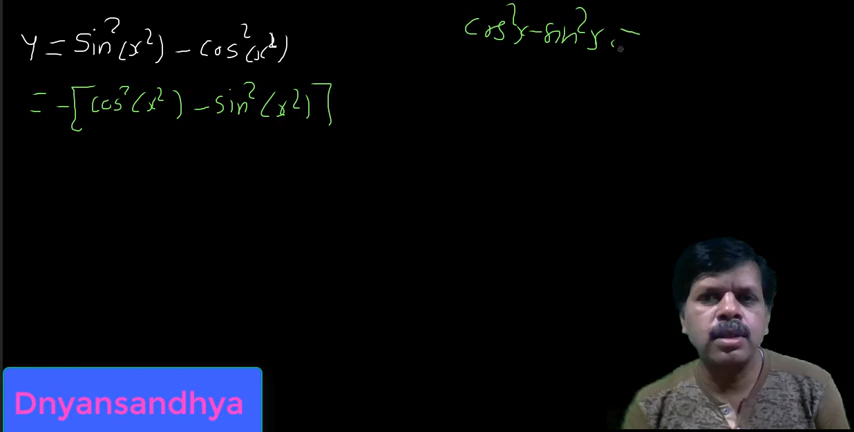 y = sin²(x²) - cos²(x²)
= -[cos²(x²) - sin²(x²)]
cos²x - sin²x =
Dnyansandhya